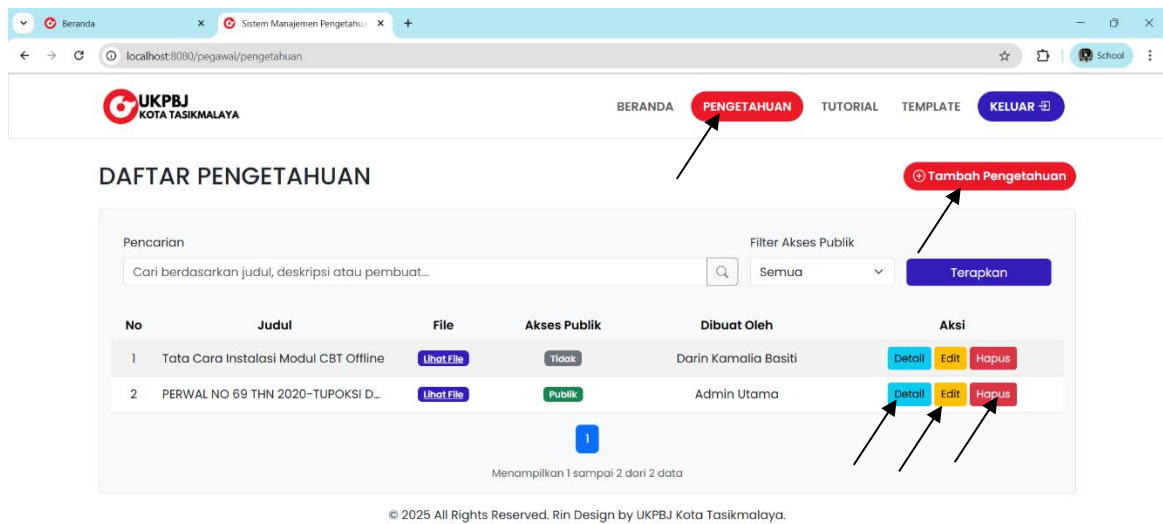 Beranda
Sistem Manajemen Pengetahua
localhost:8080/pegawai/pengetahuan
School
UKPBJ
KOTA TASIKMALAYA
BERANDA PENGETAHUAN TUTORIAL TEMPLATE KELUAR
DAFTAR PENGETAHUAN
Tambah Pengetahuan
Pencarian Filter Akses Publik
Cari berdasarkan judul, deskripsi atau pembuat... Semua Terapkan
No Judul File Akses Publik Dibuat Oleh Aksi
1 Tata Cara Instalasi Modul CBT Offline Lihat File Tidak Darin Kamalia Basiti Detail Edit Hapus
2 PERWAL NO 69 THN 2020-TUPOKSI D... Lihat File Publik Admin Utama Detail Edit Hapus
1
Menampilkan 1 sampai 2 dari 2 data
© 2025 All Rights Reserved. Rin Design by UKPBJ Kota Tasikmalaya.